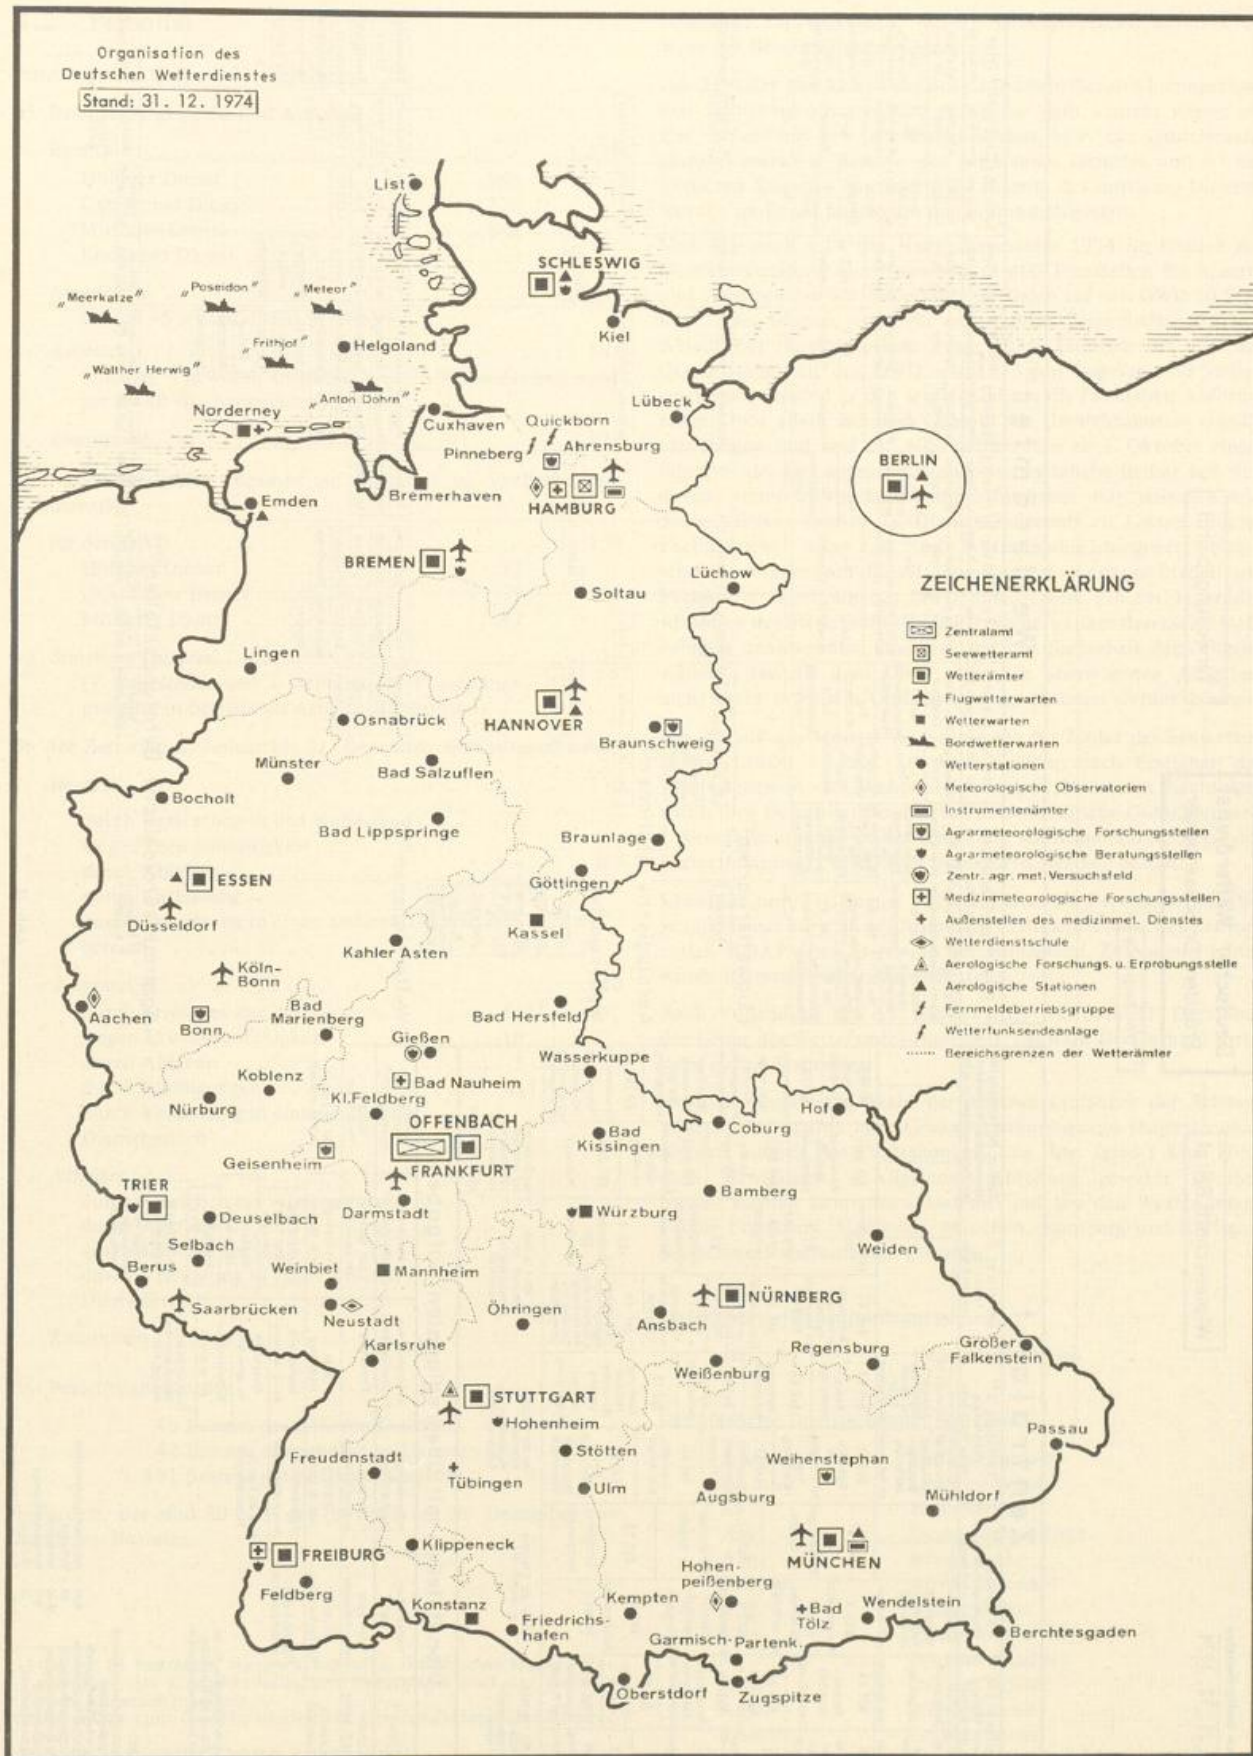 Organisation des
Deutschen Wetterdienstes
Stand: 31. 12. 1974
List
SCHLESWIG
„Meerkatze”
„Poseidon”
„Meteor”
Kiel
„Frithjof”
Helgoland
„Walther Herwig”
„Anton Dohrn”
Norderney
Cuxhaven
Quickborn
Lübeck
Pinneberg
Ahrensburg
BERLIN
Emden
Bremerhaven
HAMBURG
BREMEN
Lüchow
Soltau
ZEICHENERKLÄRUNG
Zentralamt
Seewetteramt
Wetterämter
Flugwetterwarten
Wetterwarten
Bordwetterwarten
Wetterstationen
Meteorologische Observatorien
Instrumentenämter
Agrarmeteorologische Forschungsstellen
Agrarmeteorologische Beratungsstellen
Zentr. agr. met. Versuchsfeld
Medizinmeteorologische Forschungsstellen
Außenstellen des medizinmet. Dienstes
Wetterdienstschule
Aerologische Forschungs. u. Erprobungsstelle
Aerologische Stationen
Fernmeldebetriebsgruppe
Wetterfunksendeanlage
Bereichsgrenzen der Wetterämter
Lingen
Osnabrück
HANNOVER
Braunschweig
Münster
Bad Salzuflen
Bocholt
Bad Lippspringe
Braunlage
ESSEN
Göttingen
Düsseldorf
Kassel
Kahler Asten
Köln-
Bonn
Aachen
Bonn
Bad
Marienberg
Bad Hersfeld
Gießen
Wasserkuppe
Koblenz
Bad Nauheim
Nürburg
Kl.Feldberg
Hof
OFFENBACH
Coburg
Bad
Kissingen
Geisenheim
FRANKFURT
TRIER
Bamberg
Deuselbach
Darmstadt
Würzburg
Selbach
Weiden
Berus
Weinbiet
Mannheim
Saarbrücken
Neustadt
Öhringen
NÜRNBERG
Ansbach
Karlsruhe
Regensburg
Großer
Falkenstein
Weißenburg
STUTTGART
Hohenheim
Passau
Freudenstadt
Stötten
Weihenstephan
Tübingen
Ulm
Augsburg
Mühldorf
Klippeneck
FREIBURG
MÜNCHEN
Feldberg
Hohen-
peißenberg
Konstanz
Kempten
Bad
Tölz
Wendelstein
Friedrichs-
hafen
Berchtesgaden
Garmisch-Partenk.
Oberstdorf
Zugspitze